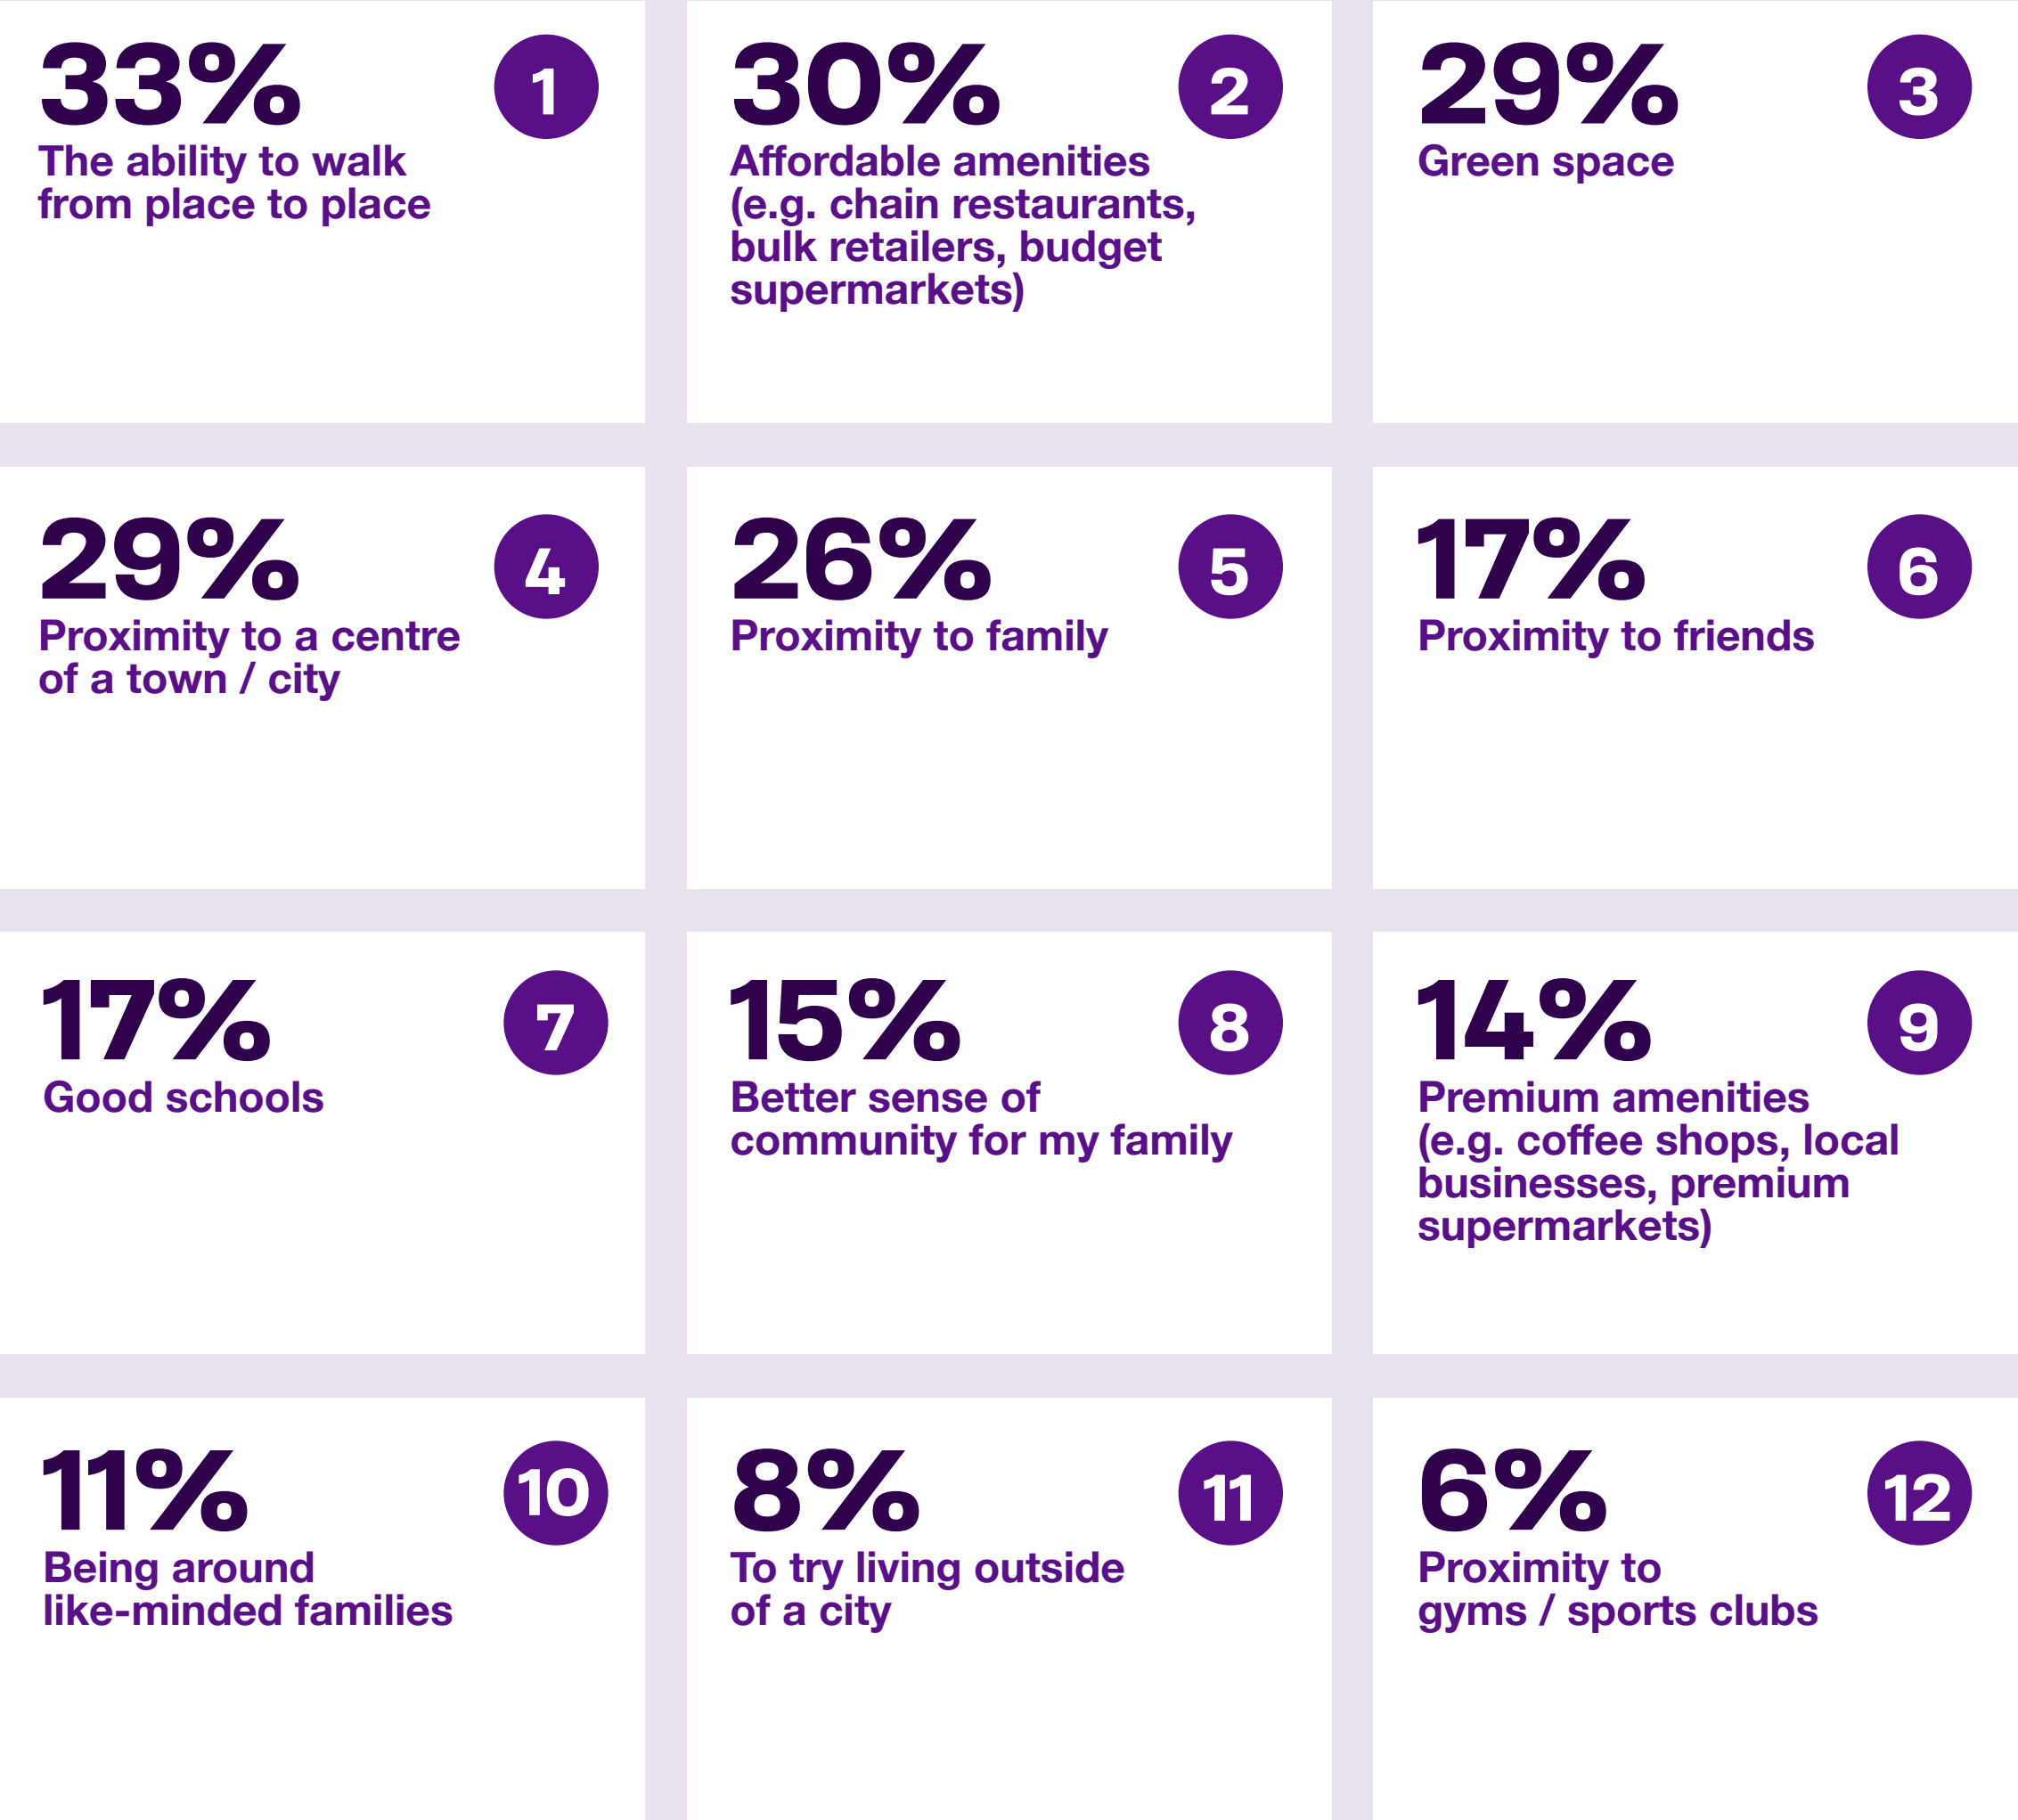 33%
1
The ability to walk
from place to place
30%
2
Affordable amenities
(e.g. chain restaurants,
bulk retailers, budget
supermarkets)
29%
3
Green space
29%
4
Proximity to a centre
of a town / city
26%
5
Proximity to family
17%
6
Proximity to friends
17%
7
Good schools
15%
8
Better sense of
community for my family
14%
9
Premium amenities
(e.g. coffee shops, local
businesses, premium
supermarkets)
11%
10
Being around
like-minded families
8%
11
To try living outside
of a city
6%
12
Proximity to
gyms / sports clubs